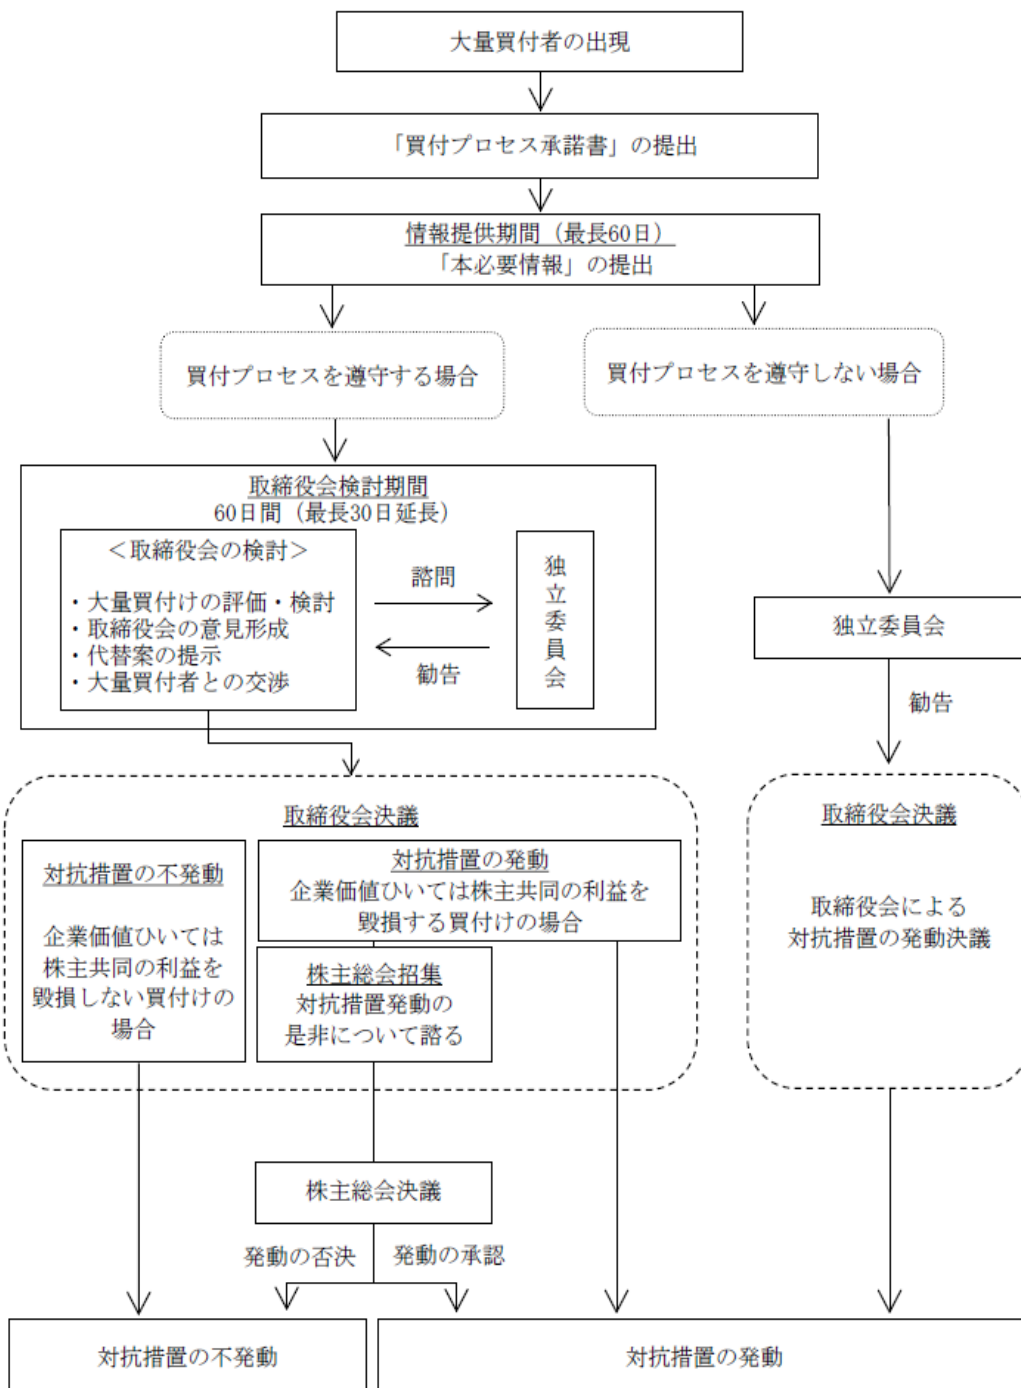 大量買付者の出現
「買付プロセス承諾書」の提出
情報提供期間（最長60日）
「本必要情報」の提出
買付プロセスを遵守する場合
買付プロセスを遵守しない場合
取締役会検討期間
60日間（最長30日延長）
＜取締役会の検討＞
・大量買付けの評価・検討
・取締役会の意見形成
・代替案の提示
・大量買付者との交渉
諮問
勧告
独立委員会
独立委員会
勧告
取締役会決議
対抗措置の不発動
企業価値ひいては
株主共同の利益を
毀損しない買付けの
場合
対抗措置の発動
企業価値ひいては株主共同の利益を
毀損する買付けの場合
株主総会招集
対抗措置発動の
是非について諮る
取締役会決議
取締役会による
対抗措置の発動決議
株主総会決議
発動の否決
発動の承認
対抗措置の不発動
対抗措置の発動